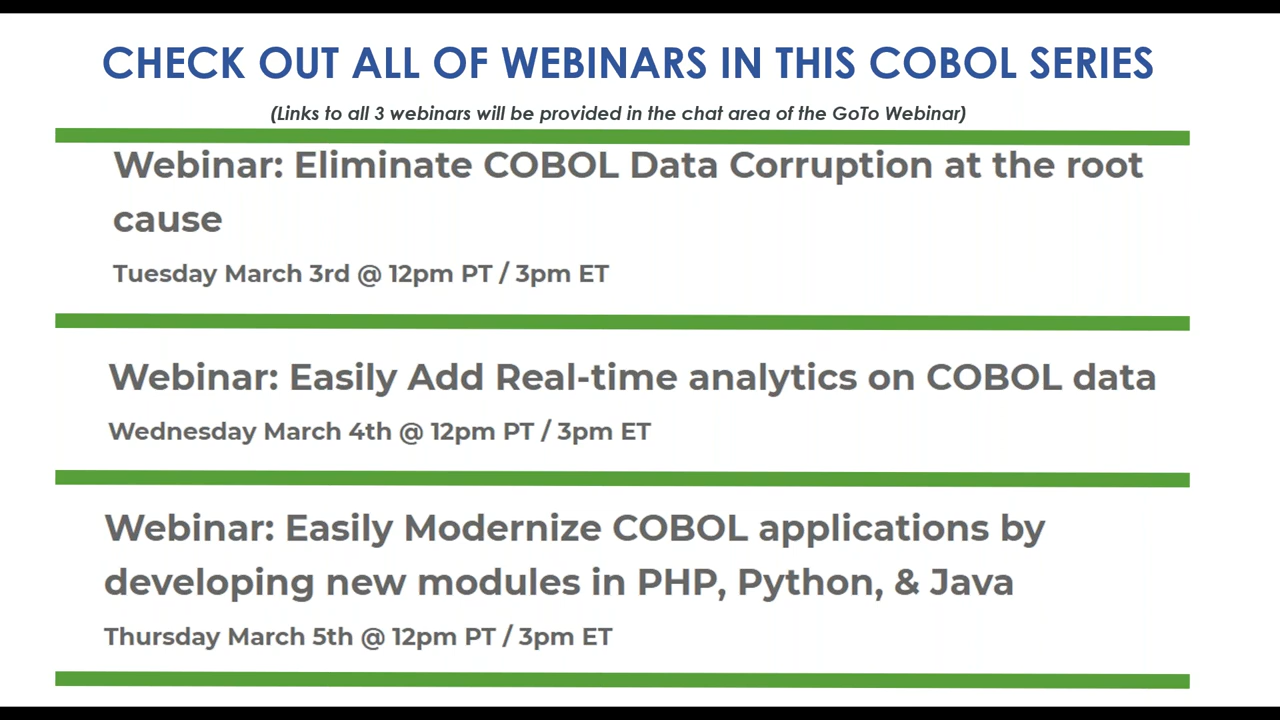 CHECK OUT ALL OF WEBINARS IN THIS COBOL SERIES
(Links to all 3 webinars will be provided in the chat area of the GoTo Webinar)
Webinar: Eliminate COBOL Data Corruption at the root
cause
Tuesday March 3rd @ 12pm PT / 3pm ET
Webinar: Easily Add Real-time analytics on COBOL data
Wednesday March 4th @ 12pm PT / 3pm ET
Webinar: Easily Modernize COBOL applications by
developing new modules in PHP, Python, & Java
Thursday March 5th @ 12pm PT / 3pm ET